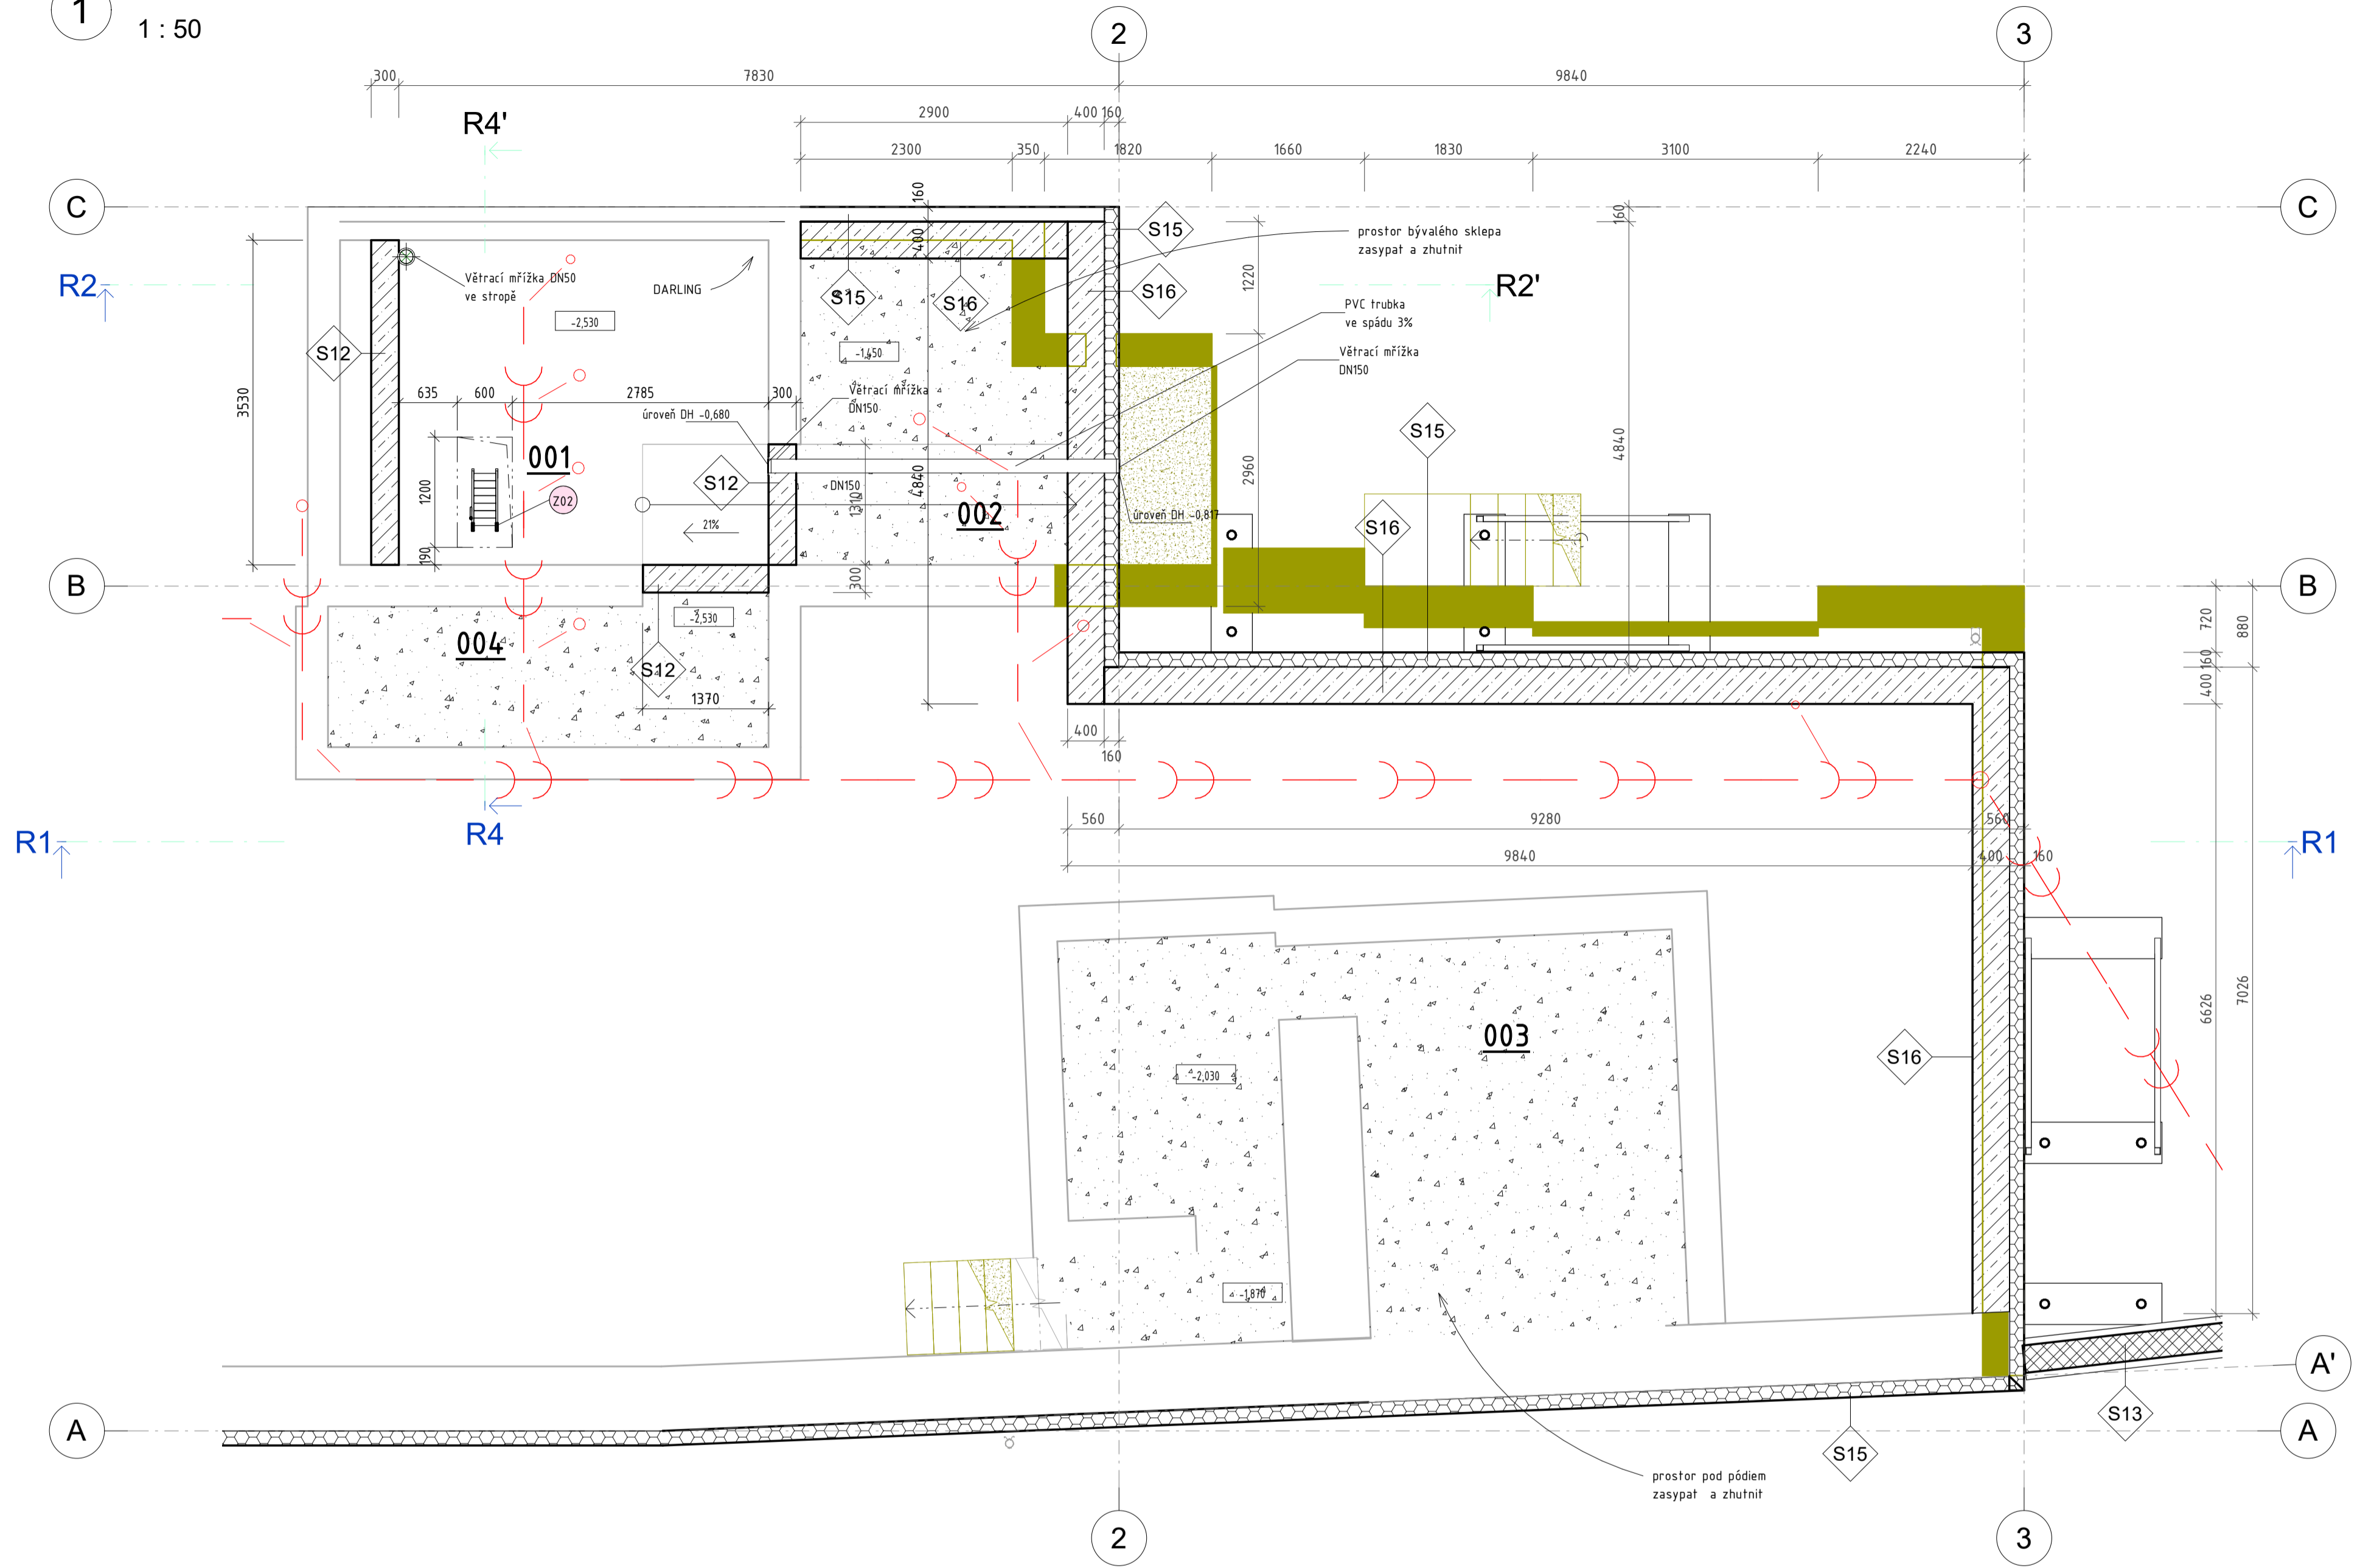 1
1 : 50
2
3
300
7830
9840
2900
400
160
2300
350
1820
1660
1830
3100
2240
R4'
C
C
160
400
160
S15
prostor bývalého sklepa
zasypat a zhutnit
R2
R2'
Větrací mřížka DN50
ve stropě
DARLING
-2,530
S15
S16
S16
1220
PVC trubka
ve spádu 3%
S12
-1,450
Větrací mřížka
DN150
3530
635
600
2785
300
Větrací mřížka
DN150
úroveň DH -0,680
S15
4840
001
1200
Z02
S12
DN150
1310
4840
2960
002
úroveň DH -0,817
S16
21%
190
300
B
B
-2,530
004
S12
1370
720
880
160
400
400
160
R4
R1
R1
560
9280
560
9840
400
160
6626
7026
003
S16
-2,030
-1,870
A'
S13
A
A
S15
prostor pod pódiem
zasypat a zhutnit
2
3